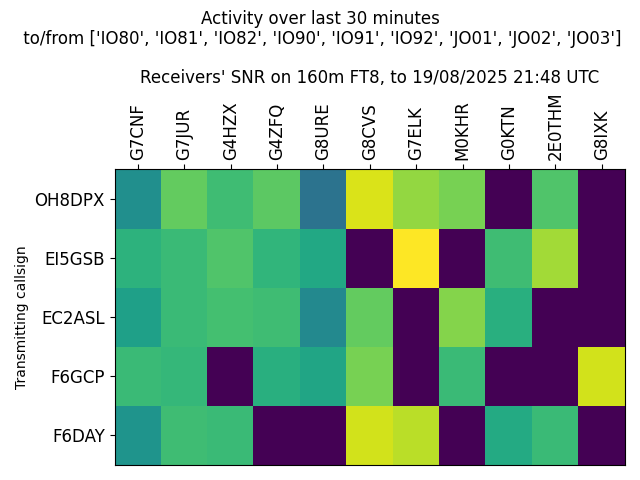 Activity over last 30 minutes
to/from ['IO80', 'IO81', 'IO82', 'IO90', 'IO91', 'IO92', 'JO01', 'JO02', 'JO03']
Receivers' SNR on 160m FT8, to 19/08/2025 21:48 UTC
G7CNF
G7JUR
G4HZX
G4ZFQ
G8URE
G8CVS
G7ELK
M0KHR
G0KTN
2E0THM
G8IXK
Transmitting callsign
OH8DPX
EI5GSB
EC2ASL
F6GCP
F6DAY